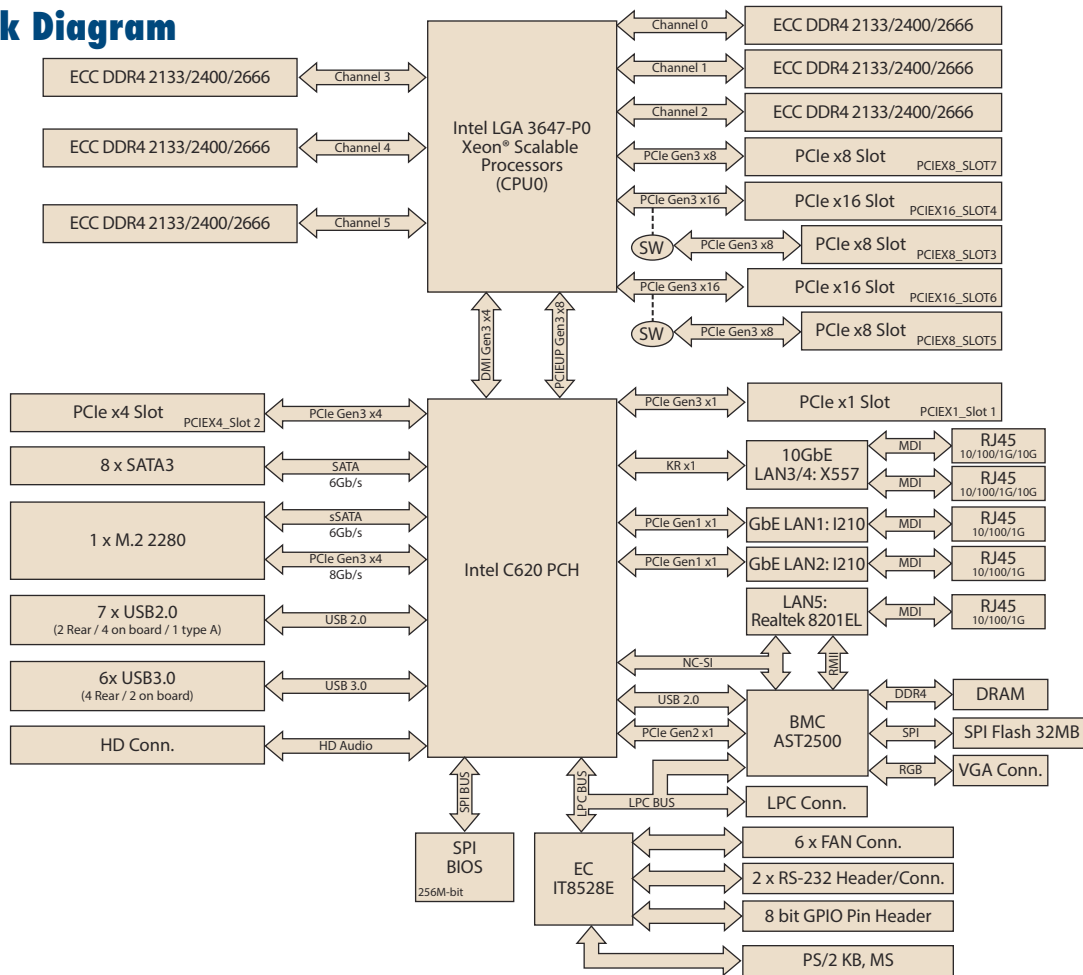 k Diagram
ECC DDR4 2133/2400/2666
Channel 3
ECC DDR4 2133/2400/2666
Channel 4
ECC DDR4 2133/2400/2666
Channel 5
Intel LGA 3647-P0
Xeon® Scalable
Processors
(CPU0)
Channel 0
ECC DDR4 2133/2400/2666
Channel 1
ECC DDR4 2133/2400/2666
Channel 2
ECC DDR4 2133/2400/2666
PCIe Gen3 x8
PCIe x8 Slot
PCIEX8_SLOT7
PCIe Gen3 x16
PCIe x16 Slot
PCIEX16_SLOT4
SW
PCIe Gen3 x8
PCIe x8 Slot
PCIEX8_SLOT3
PCIe Gen3 x16
PCIe x16 Slot
PCIEX16_SLOT6
SW
PCIe Gen3 x8
PCIe x8 Slot
PCIEX8_SLOT5
DMI Gen3 x4
PCIEUP Gen3 x8
PCIe x4 Slot
PCIEX4_Slot 2
PCIe Gen3 x4
8 x SATA3
SATA
6Gb/s
1 x M.2 2280
sSATA
6Gb/s
PCIe Gen3 x4
8Gb/s
7 x USB2.0
(2 Rear / 4 on board / 1 type A)
USB 2.0
6x USB3.0
(4 Rear / 2 on board)
USB 3.0
HD Conn.
HD Audio
Intel C620 PCH
PCIe Gen3 x1
PCIe x1 Slot
PCIEX1_Slot 1
KR x1
10GbE
LAN3/4: X557
MDI
RJ45
10/100/1G/10G
MDI
RJ45
10/100/1G/10G
PCIe Gen1 x1
GbE LAN1: I210
MDI
RJ45
10/100/1G
PCIe Gen1 x1
GbE LAN2: I210
MDI
RJ45
10/100/1G
LAN5:
Realtek 8201EL
MDI
RJ45
10/100/1G
NC-SI
RMII
USB 2.0
PCIe Gen2 x1
BMC
AST2500
DDR4
DRAM
SPI
SPI Flash 32MB
RGB
VGA Conn.
SPI BUS
LPC BUS
LPC BUS
LPC Conn.
SPI
BIOS
256M-bit
EC
IT8528E
6 x FAN Conn.
2 x RS-232 Header/Conn.
8 bit GPIO Pin Header
PS/2 KB, MS